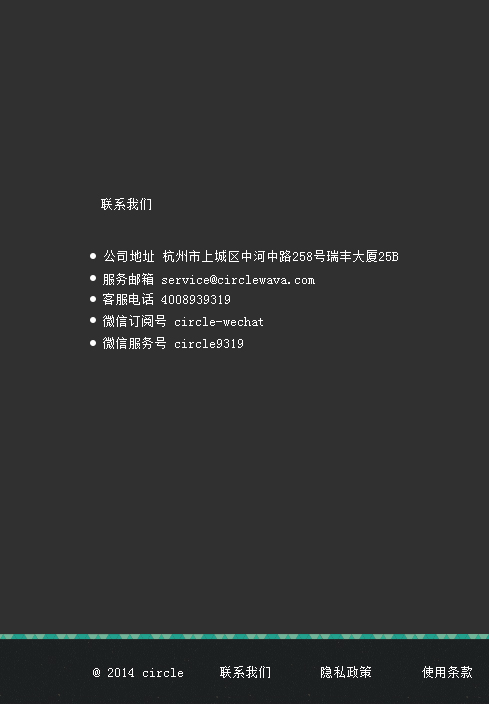 联系我们
公司地址 杭州市上城区中河中路258号瑞丰大厦25B
服务邮箱 service@circlewava.com
客服电话 4008939319
微信订阅号 circle-wechat
微信服务号 circle9319
@ 2014 circle 联系我们 隐私政策 使用条款